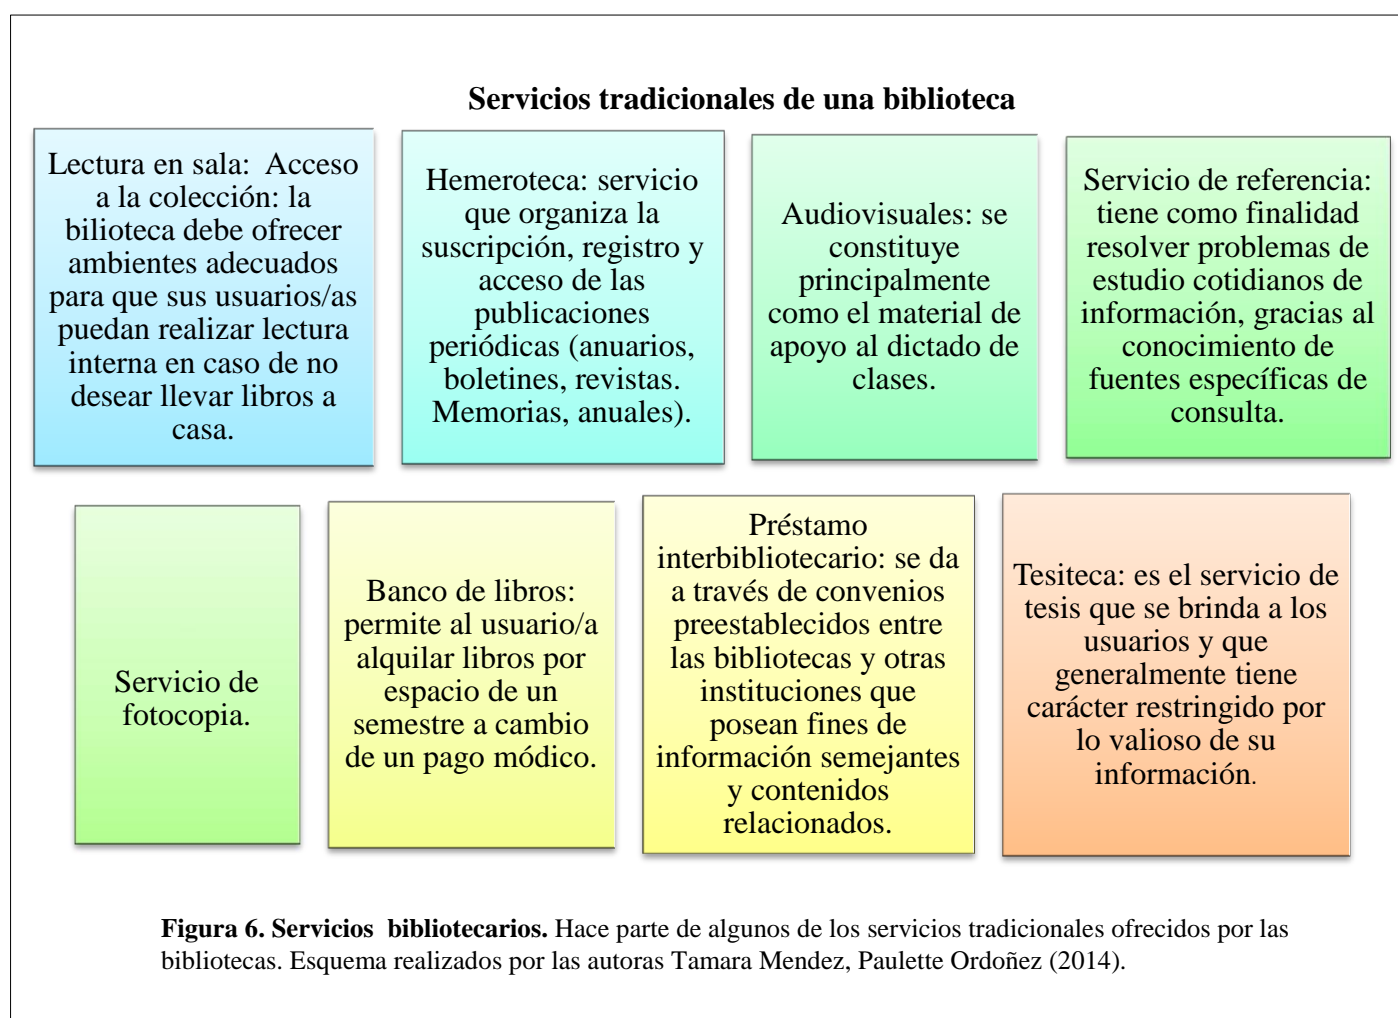 Servicios tradicionales de una biblioteca
Lectura en sala:  Acceso
a la colección: la
bilioteca debe ofrecer
ambientes adecuados
para que sus usuarios/as
puedan realizar lectura
interna en caso de no
desear llevar libros a
casa.
Hemeroteca: servicio
que organiza la
suscripción, registro y
acceso de las
publicaciones
periódicas (anuarios,
boletines, revistas.
Memorias, anuales).
Audiovisuales: se
constituye
principalmente
como el material de
apoyo al dictado de
clases.
Servicio de referencia:
tiene como finalidad
resolver problemas de
estudio cotidianos de
información, gracias al
conocimiento de
fuentes específicas de
consulta.
Servicio de
fotocopia.
Banco de libros:
permite al usuario/a
alquilar libros por
espacio de un
semestre a cambio
de un pago módico.
Préstamo
interbibliotecario: se da
a través de convenios
preestablecidos entre
las bibliotecas y otras
instituciones que
posean fines de
información semejantes
y contenidos
relacionados.
Tesiteca: es el servicio de
tesis que se brinda a los
usuarios y que
generalmente tiene
carácter restringido por
lo valioso de su
información.
Figura 6. Servicios  bibliotecarios. Hace parte de algunos de los servicios tradicionales ofrecidos por las
bibliotecas. Esquema realizados por las autoras Tamara Mendez, Paulette Ordoñez (2014).